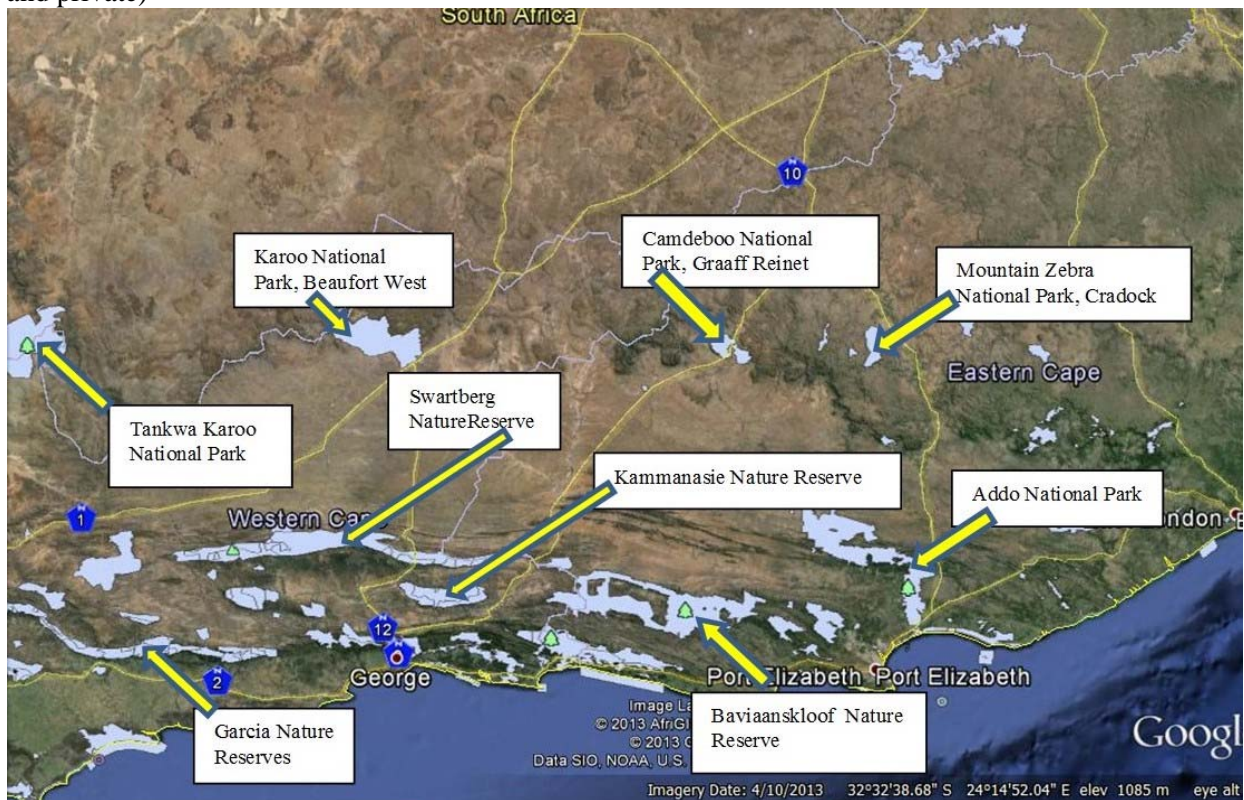 and private)
South Africa
10
Karoo National
Park, Beaufort West
Camdeboo National
Park, Graaff Reinet
Mountain Zebra
National Park, Cradock
Eastern Cape
Tankwa Karoo
National Park
Swartberg
NatureReserve
Kammanasie Nature Reserve
Addo National Park
N
1
Western Ca
ondon
12
George
N
2
Port Elizabeth
Port Elizabeth
Garcia Nature
Reserves
Baviaanskloof Nature
Reserve
Image La
© 2013 AfriGI
© 2013
Data SIO, NOAA, U.S.
Googl
Imagery Date: 4/10/2013 32°32'38.68" S 24°14'52.04" E elev 1085 m eye alt